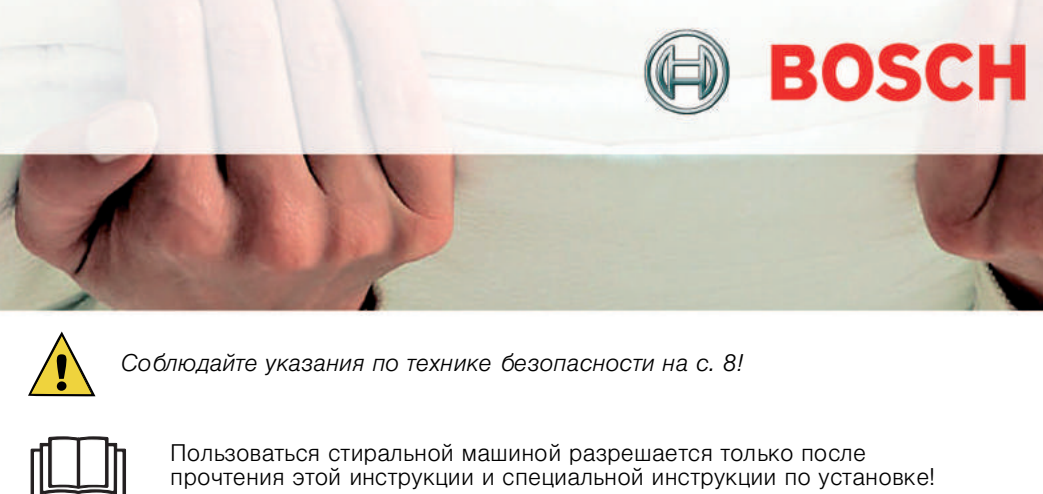 BOSCH
Соблюдайте указания по технике безопасности на с. 8!
Пользоваться стиральной машиной разрешается только после
прочтения этой инструкции и специальной инструкции по установке!